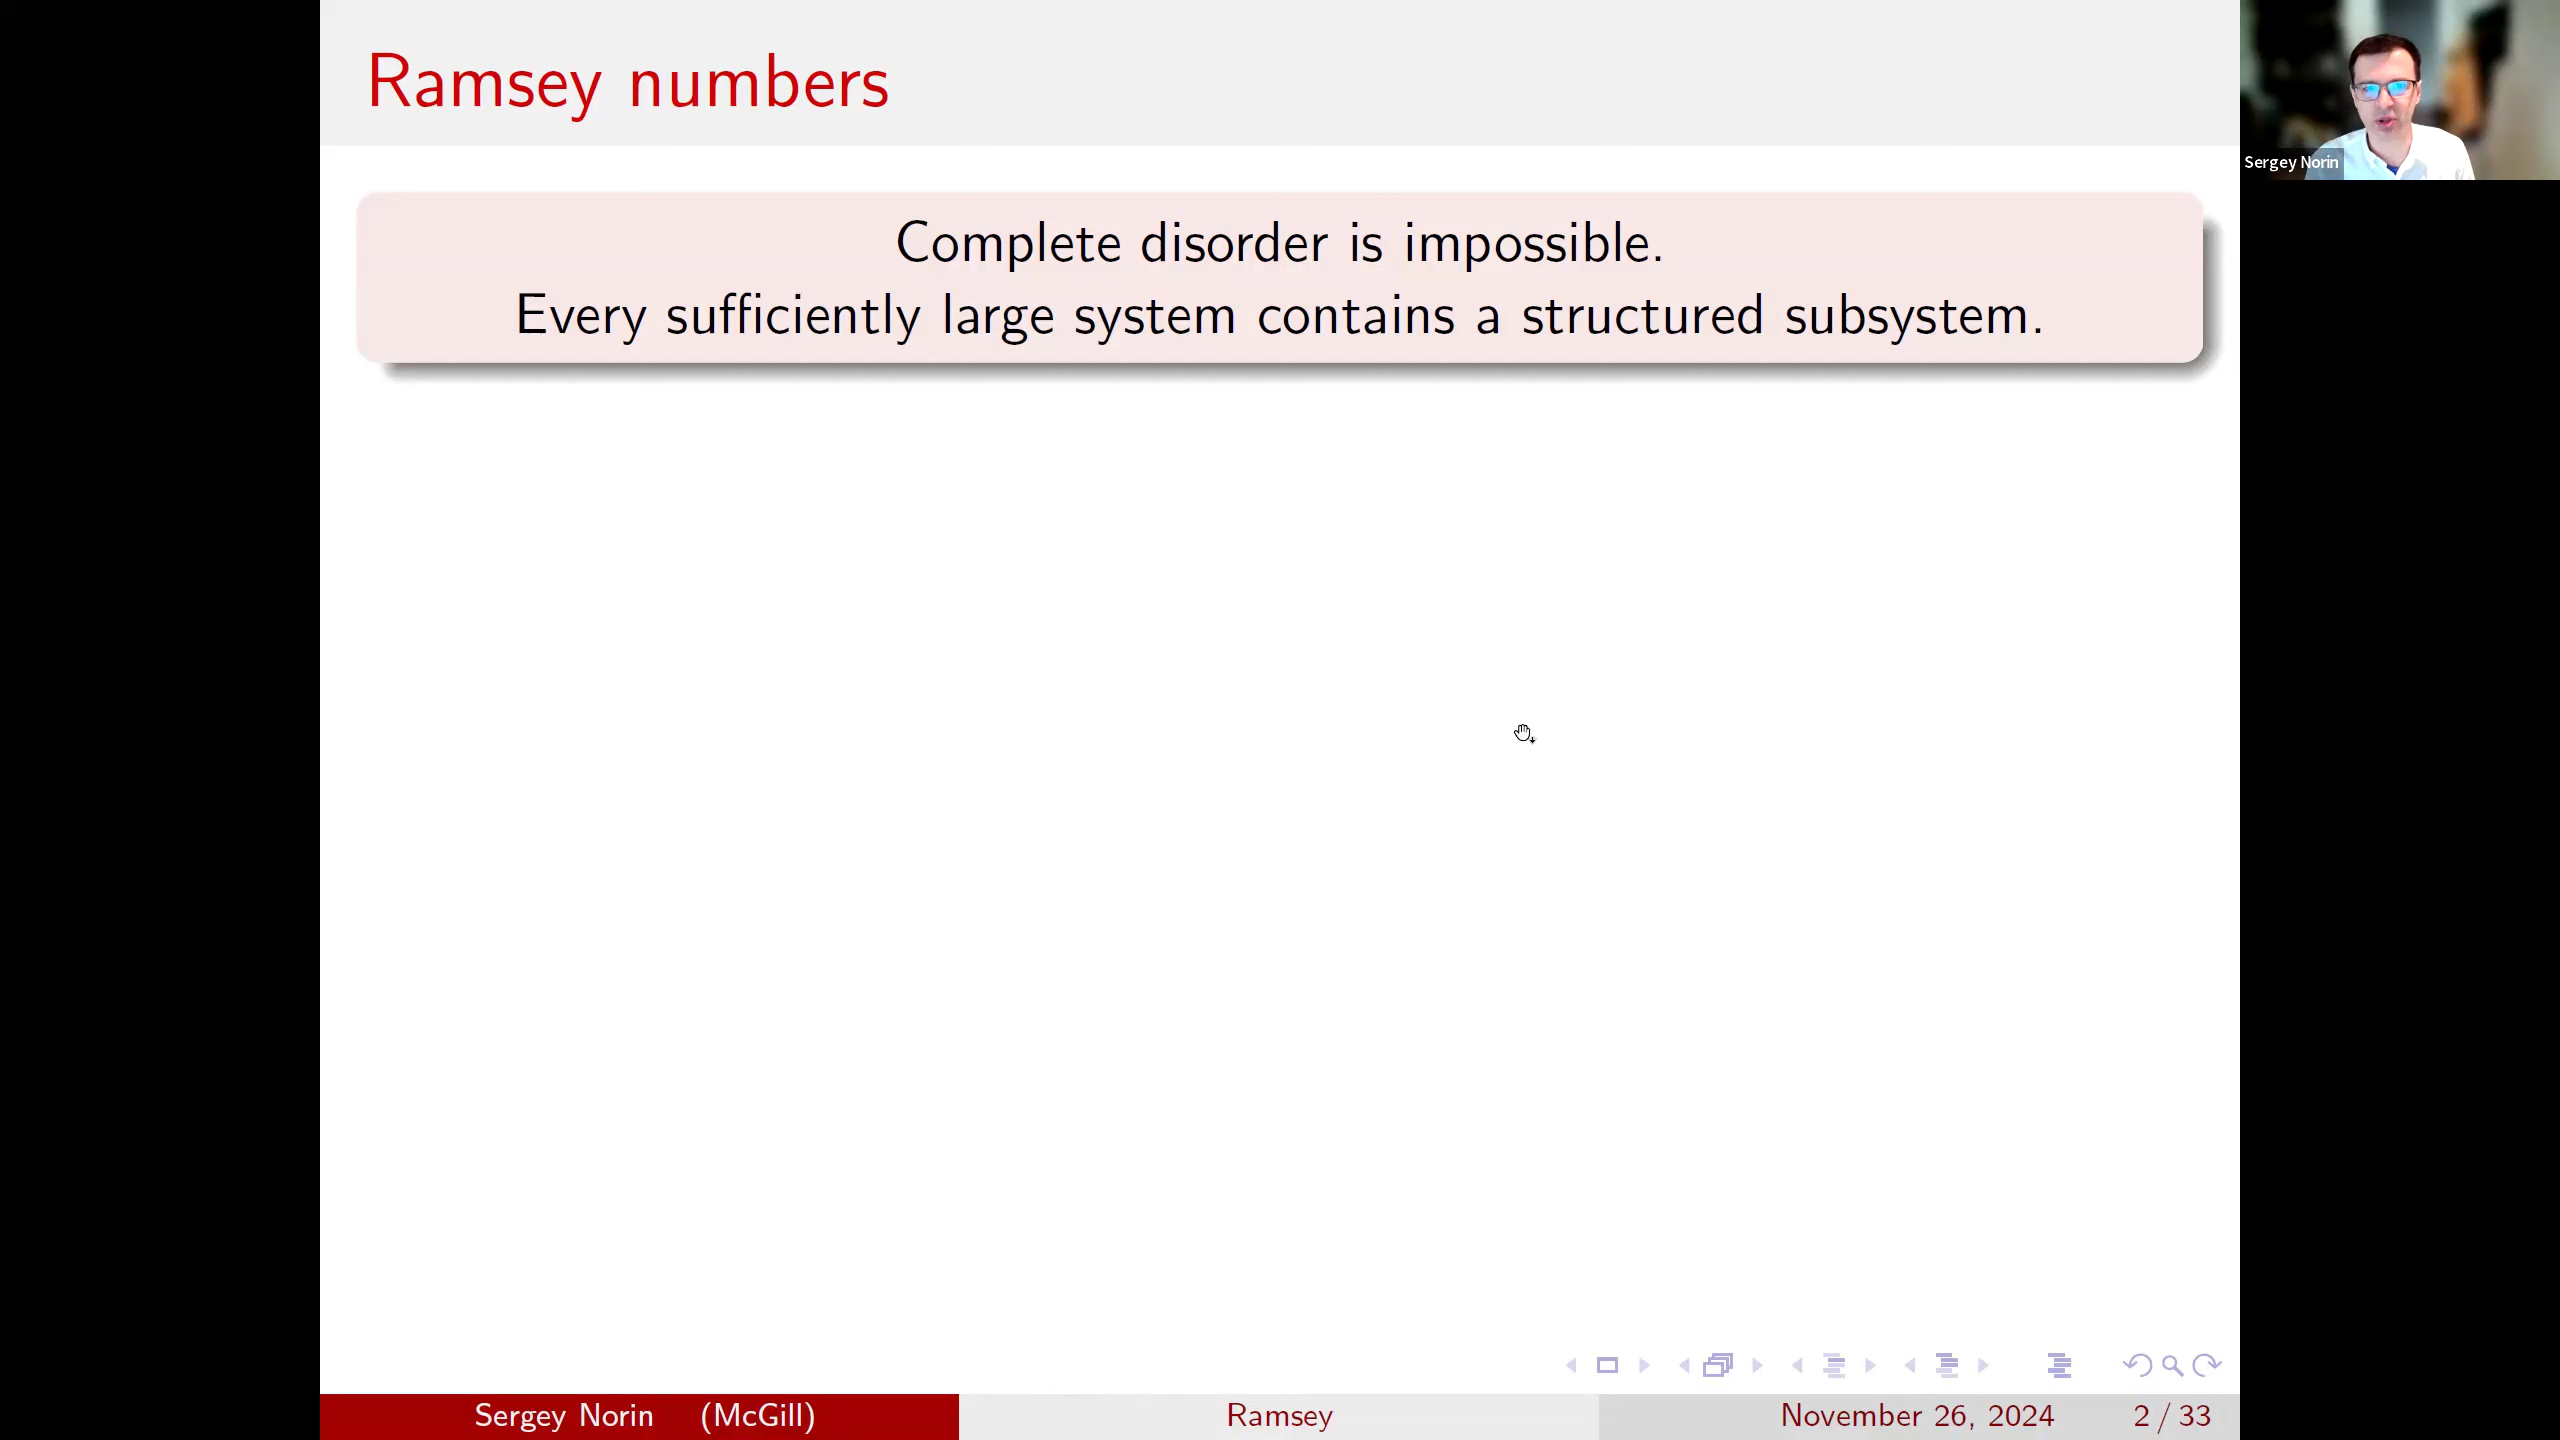 Ramsey numbers
Sergey Norin
Complete disorder is impossible.
Every sufficiently large system contains a structured subsystem.
Sergey Norin (McGill)
Ramsey
November 26, 2024
2 / 33